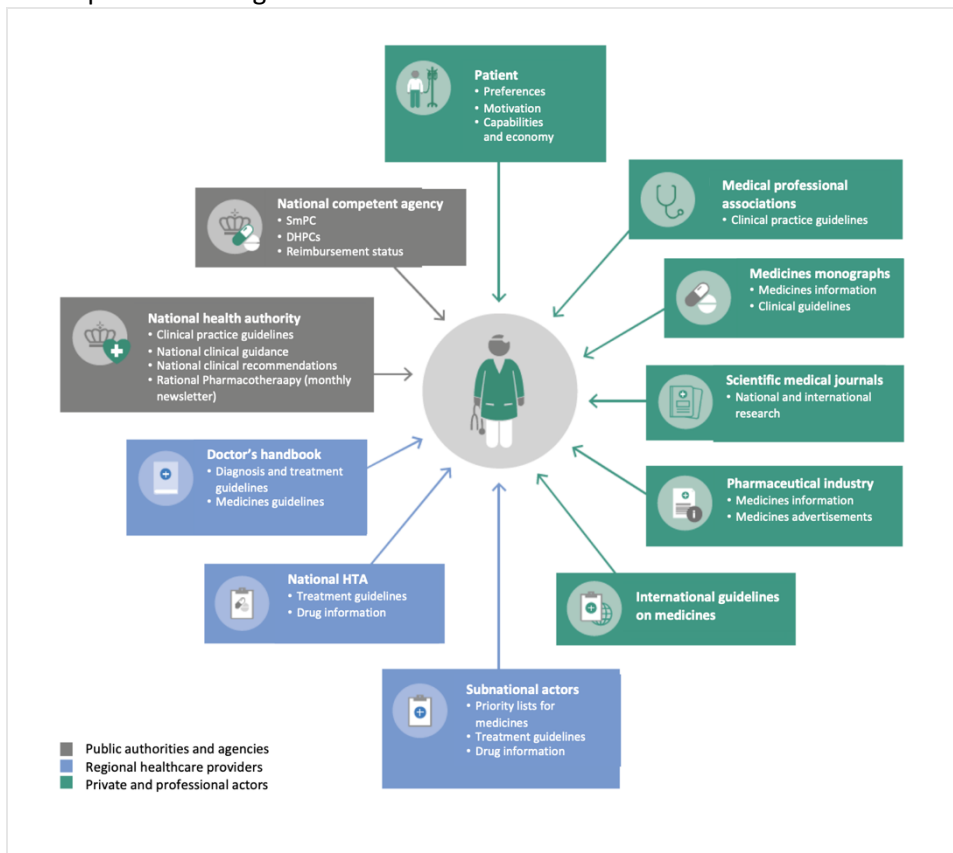 Patient
• Preferences
• Motivation
• Capabilities
and economy
National competent agency
• SmPC
• DHPCs
• Reimbursement status
Medical professional
associations
• Clinical practice guidelines
Medicines monographs
• Medicines information
• Clinical guidelines
National health authority
• Clinical practice guidelines
• National clinical guidance
• National clinical recommendations
• Rational Pharmacotheraapy (monthly
newsletter)
Scientific medical journals
• National and international
research
Doctor's handbook
• Diagnosis and treatment
guidelines
• Medicines guidelines
Pharmaceutical industry
• Medicines information
• Medicines advertisements
National HTA
• Treatment guidelines
• Drug information
International guidelines
on medicines
Subnational actors
• Priority lists for
medicines
• Treatment guidelines
• Drug information
Public authorities and agencies
Regional healthcare providers
Private and professional actors